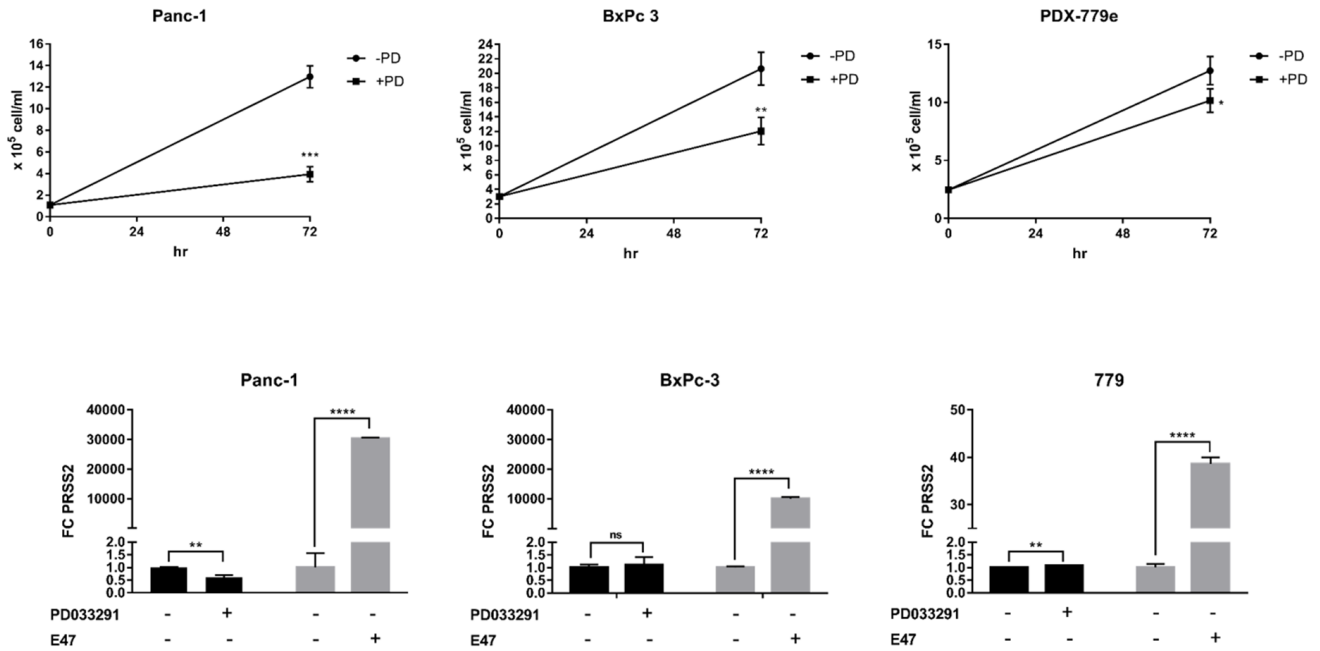 Panc-1
16
14
12
10
8
6
4
2
0
x 10⁵ cell/ml
-PD
+PD
***
0 24 48 72
hr
BxPc 3
24
22
20
18
16
14
12
10
8
6
4
2
0
x 10⁵ cell/ml
-PD
+PD
**
0 24 48 72
hr
PDX-779e
15
10
5
0
x 10⁵ cell/ml
-PD
+PD
*
0 24 48 72
hr
Panc-1
40000
30000
20000
10000
2.0
1.5
1.0
0.5
0.0
FC PRSS2
**
****
PD033291 - + - -
E47 - - - +
BxPc-3
40000
30000
20000
10000
2.0
1.5
1.0
0.5
0.0
FC PRSS2
ns
****
PD033291 - + - -
E47 - - - +
779
50
40
30
2.0
1.5
1.0
0.5
0.0
FC PRSS2
**
****
PD033291 - + - -
E47 - - - +